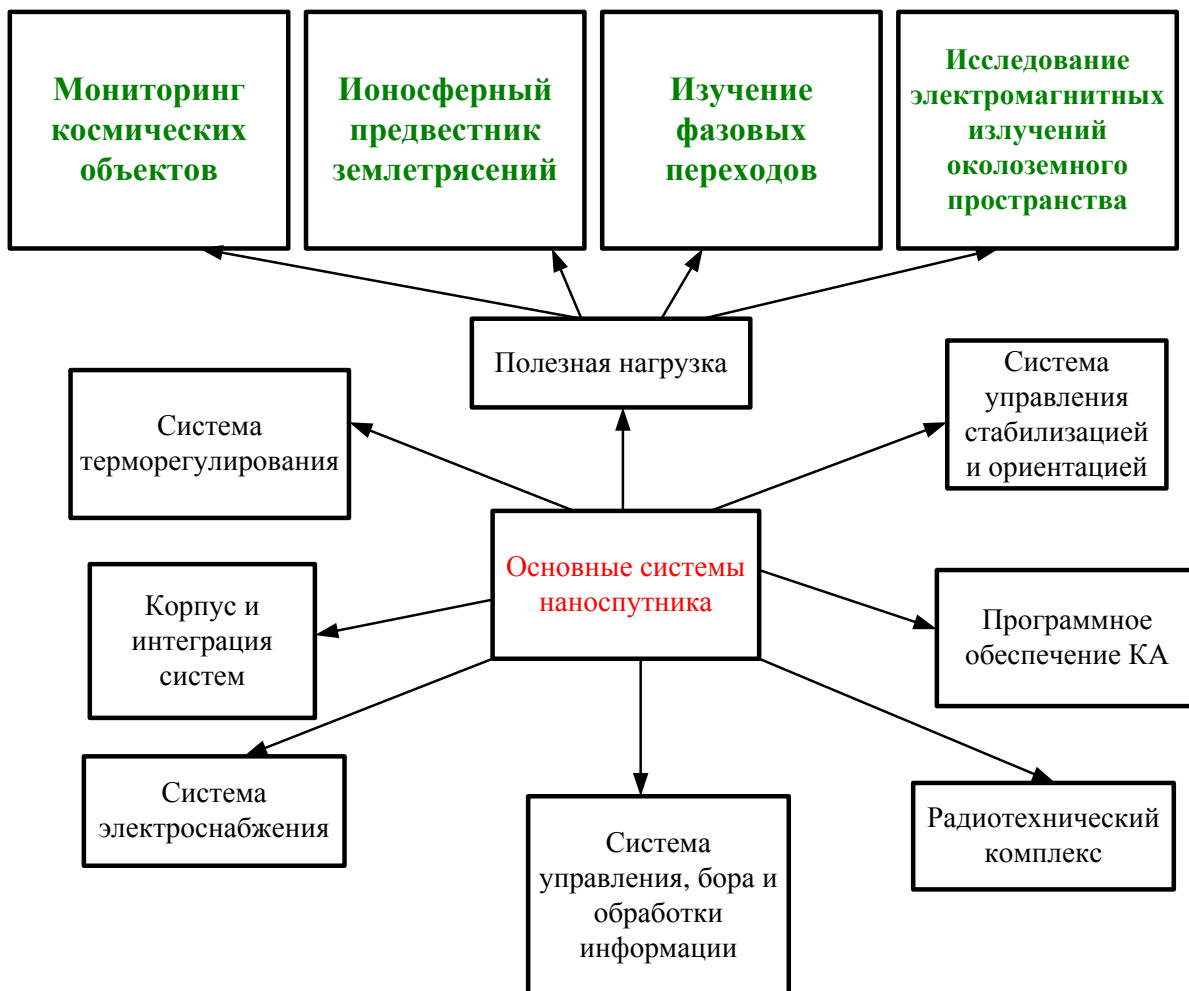 Мониторинг
космических
объектов
Ионосферный
предвестник
землетрясений
Изучение
фазовых
переходов
Исследование
электромагнитных
излучений
околоземного
пространства
Полезная нагрузка
Система
терморегулирования
Система
управления
стабилизацией
и ориентацией
Основные системы
наноспутника
Корпус и
интеграция
систем
Программное
обеспечение КА
Система
электроснабжения
Система
управления, бора и
обработки
информации
Радиотехнический
комплекс